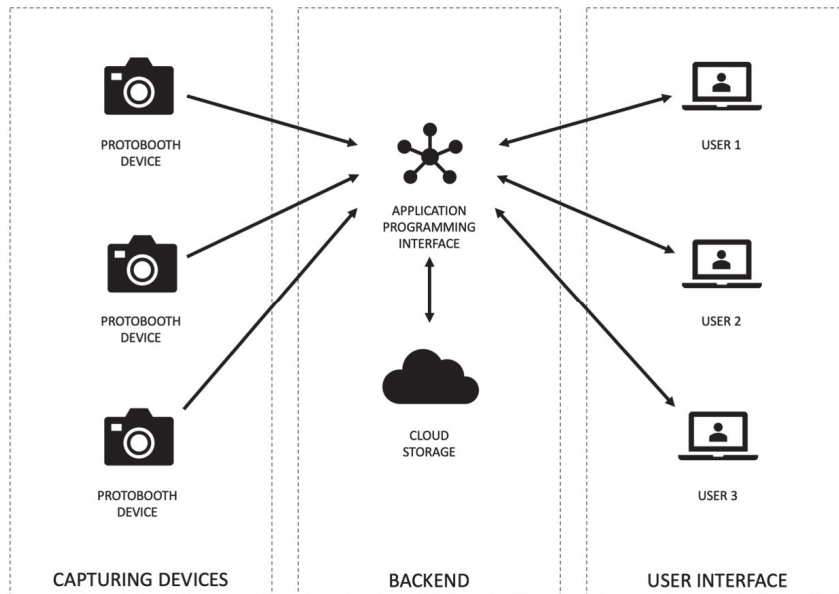 PROTOBOOTH
DEVICE
PROTOBOOTH
DEVICE
PROTOBOOTH
DEVICE
CAPTURING DEVICES
APPLICATION
PROGRAMMING
INTERFACE
CLOUD
STORAGE
BACKEND
USER 1
USER 2
USER 3
USER INTERFACE